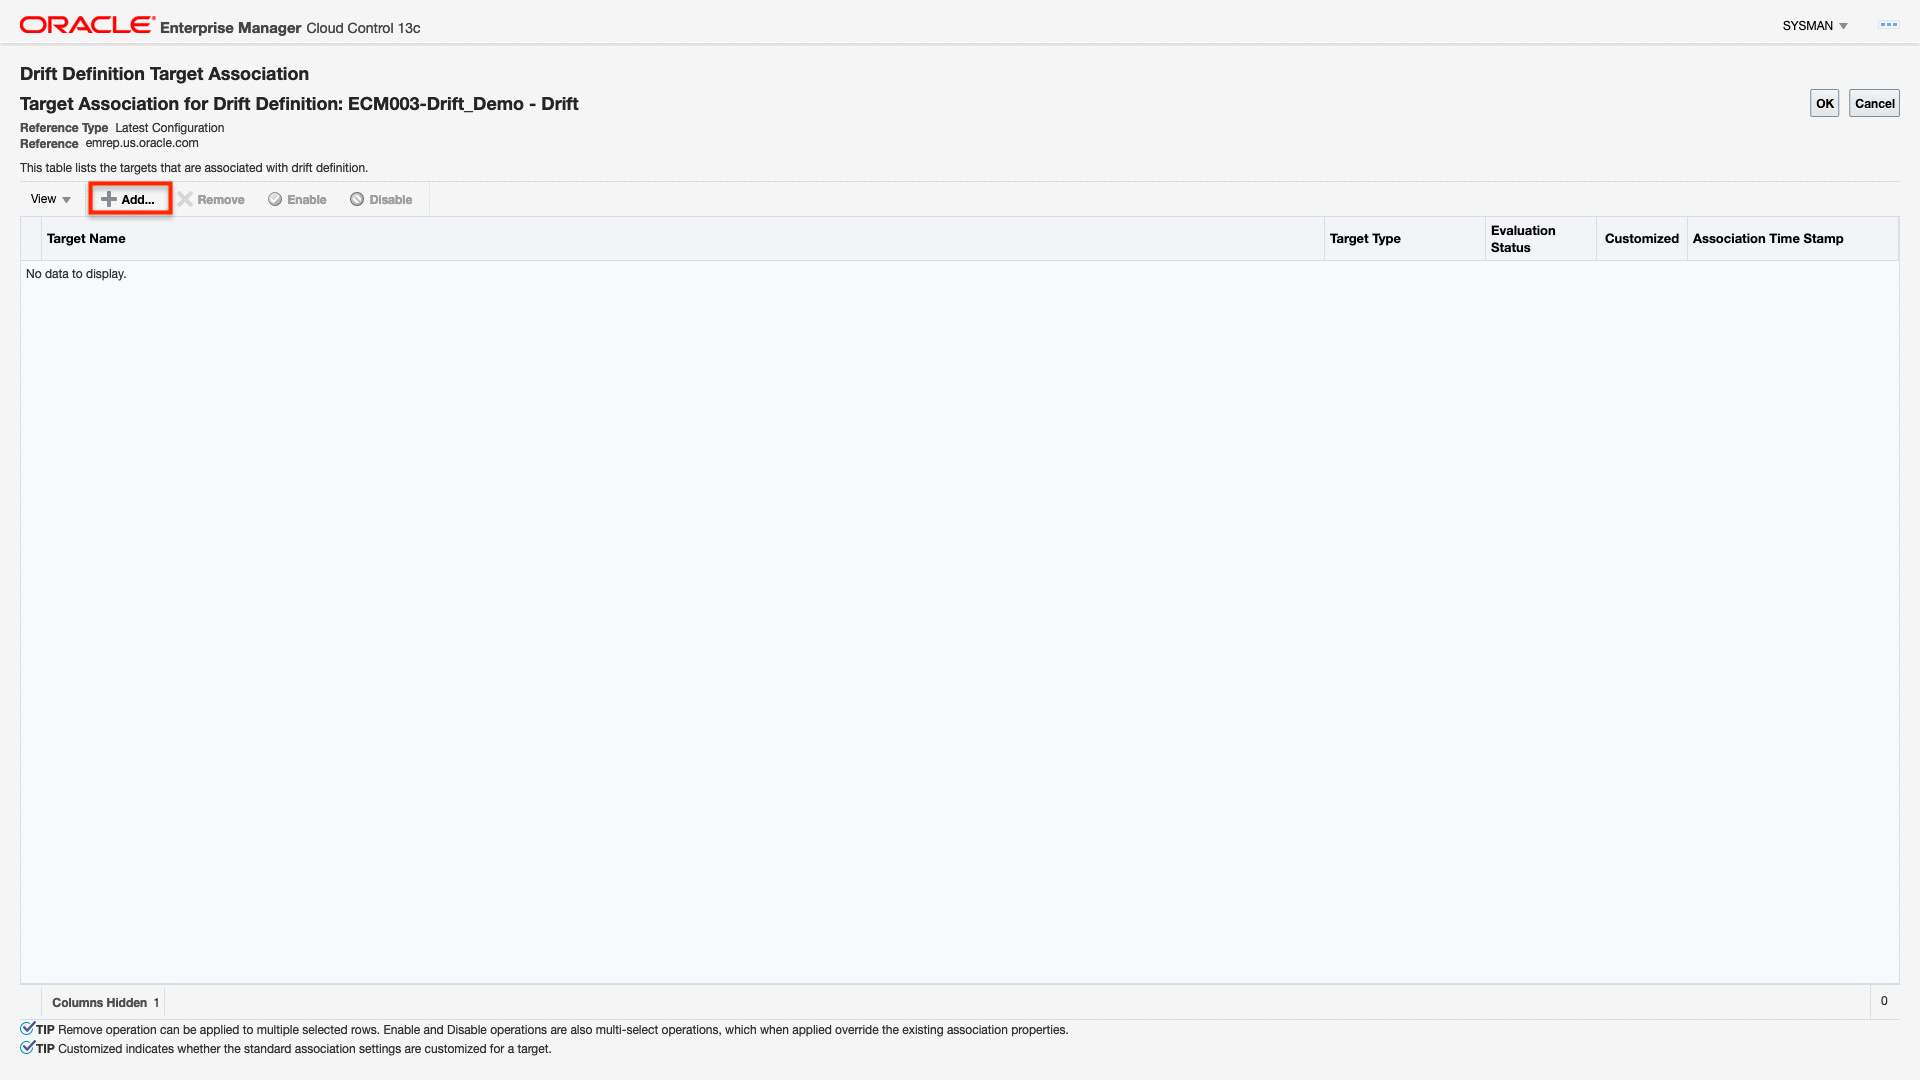 ORACLE Enterprise Manager Cloud Control 13c
SYSMAN
Drift Definition Target Association
Target Association for Drift Definition: ECM003-Drift_Demo - Drift
OK Cancel
Reference Type Latest Configuration
Reference emrep.us.oracle.com
This table lists the targets that are associated with drift definition.
View Add... Remove Enable Disable
Target Name Target Type Evaluation Status Customized Association Time Stamp
No data to display.
Columns Hidden 1 0
TIP Remove operation can be applied to multiple selected rows. Enable and Disable operations are also multi-select operations, which when applied override the existing association properties.
TIP Customized indicates whether the standard association settings are customized for a target.